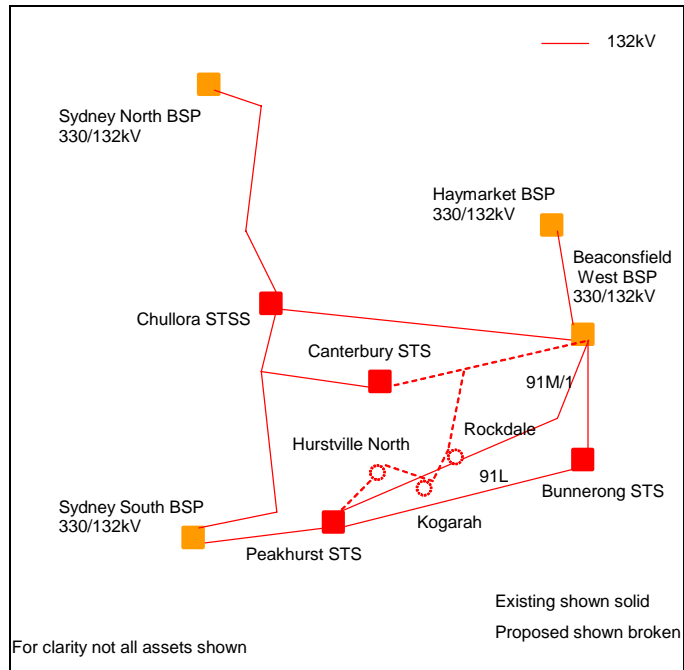 132kV
Sydney North BSP
330/132kV
Haymarket BSP
330/132kV
Beaconsfield
West BSP
330/132kV
Chullora STSS
Canterbury STS
91M/1
Rockdale
Hurstville North
91L
Bunnerong STS
Sydney South BSP
330/132kV
Kogarah
Peakhurst STS
Existing shown solid
Proposed shown broken
For clarity not all assets shown